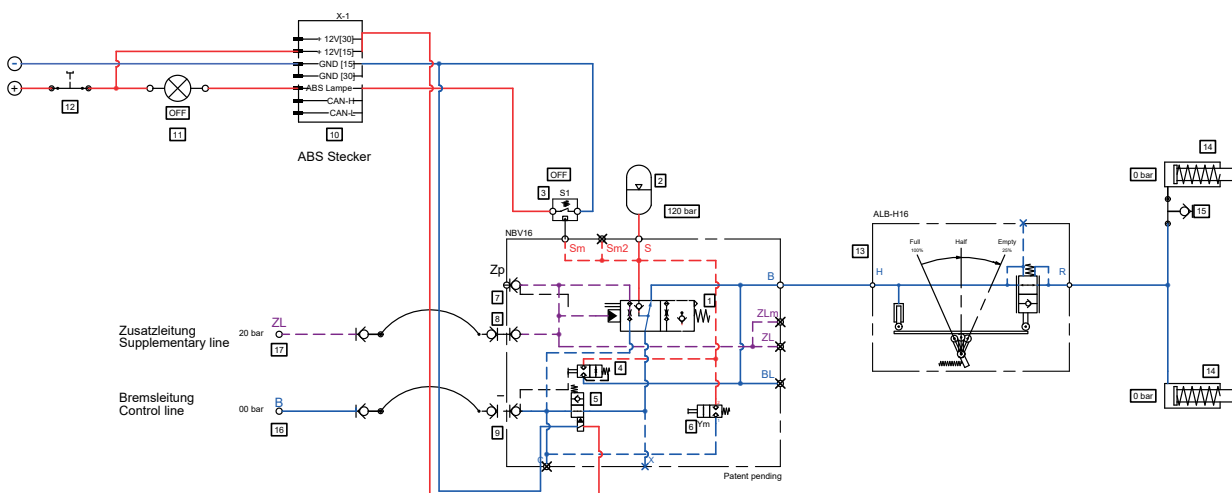 X-1
+ 12V[30]
+ 12V[15]
GND [15]
GND [30]
ABS Lampe
CAN-H
CAN-L
12
OFF
11
10
ABS Stecker
OFF
3
S1
2
120 bar
NBV16
Sm
Sm2
S
Zp
7
8
1
B
ZLm
ZL
BL
4
5
6
Ym
9
C
X
Patent pending
Zusatzleitung
Supplementary line
20 bar
ZL
17
Bremsleitung
Control line
00 bar
B
16
ALB-H16
13
Full
100%
Half
Empty
25%
H
R
14
0 bar
15
14
0 bar